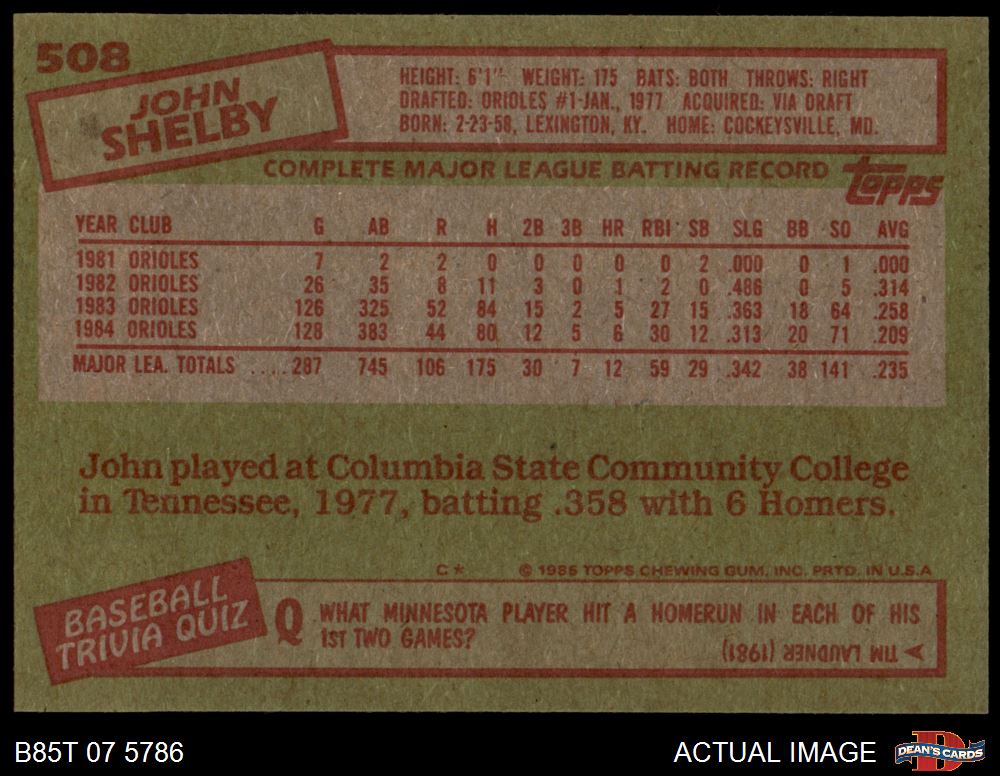 508
JOHN
SHELBY
HEIGHT: 6'1" WEIGHT: 175 BATS: BOTH THROWS: RIGHT
DRAFTED: ORIOLES #1-JAN., 1977 ACQUIRED: VIA DRAFT
BORN: 2-23-58, LEXINGTON, KY. HOME: COCKEYSVILLE, MD.
COMPLETE MAJOR LEAGUE BATTING RECORD
topps
YEAR CLUB G AB R H 2B 3B HR RBI SB SLG BB SO AVG
1981 ORIOLES 7 2 2 0 0 0 0 0 2 .000 0 1 .000
1982 ORIOLES 26 35 8 11 3 0 1 2 0 .486 0 5 .314
1983 ORIOLES 126 325 52 84 15 2 5 27 15 .363 18 64 .258
1984 ORIOLES 128 383 44 80 12 5 6 30 12 .313 20 71 .209
MAJOR LEA. TOTALS ....287 745 106 175 30 7 12 59 29 .342 38 141 .235
John played at Columbia State Community College
in Tennessee, 1977, batting .358 with 6 Homers.
C* © 1985 TOPPS CHEWING GUM, INC. PRTD. IN U.S.A
BASEBALL
TRIVIA QUIZ
Q WHAT MINNESOTA PLAYER HIT A HOMERUN IN EACH OF HIS
1ST TWO GAMES?
TIM LAUDNER (1981)
B85T 07 5786
ACTUAL IMAGE
DEAN'S CARDS